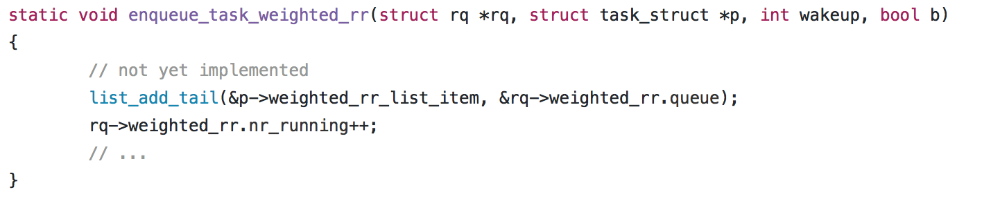 static void enqueue_task_weighted_rr(struct rq *rq, struct task_struct *p, int wakeup, bool b)
{
        // not yet implemented
        list_add_tail(&p->weighted_rr_list_item, &rq->weighted_rr.queue);
        rq->weighted_rr.nr_running++;
        // ...
}